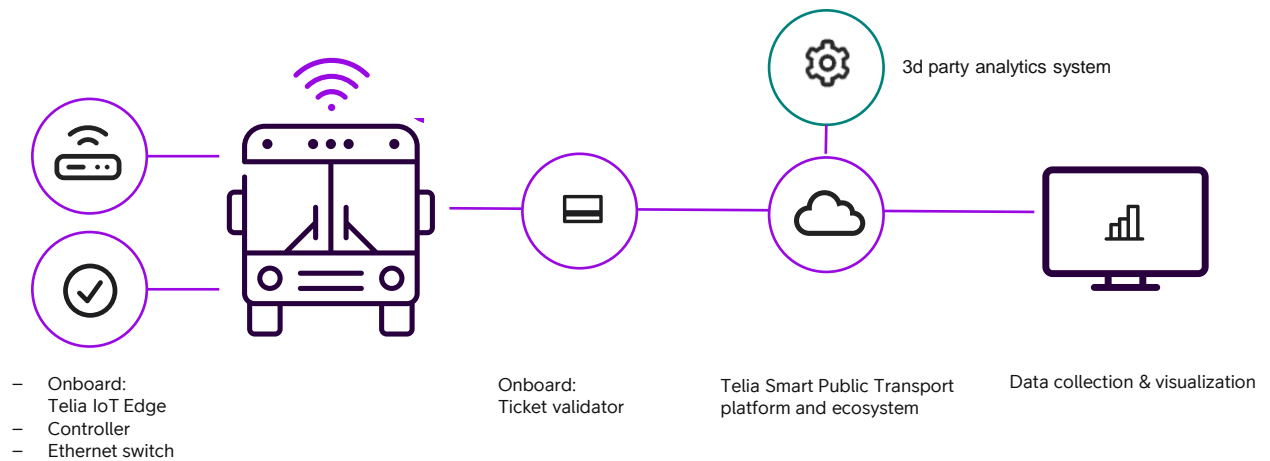 3d party analytics system
– Onboard:
Telia IoT Edge
– Controller
– Ethernet switch
Onboard:
Ticket validator
Telia Smart Public Transport
platform and ecosystem
Data collection & visualization